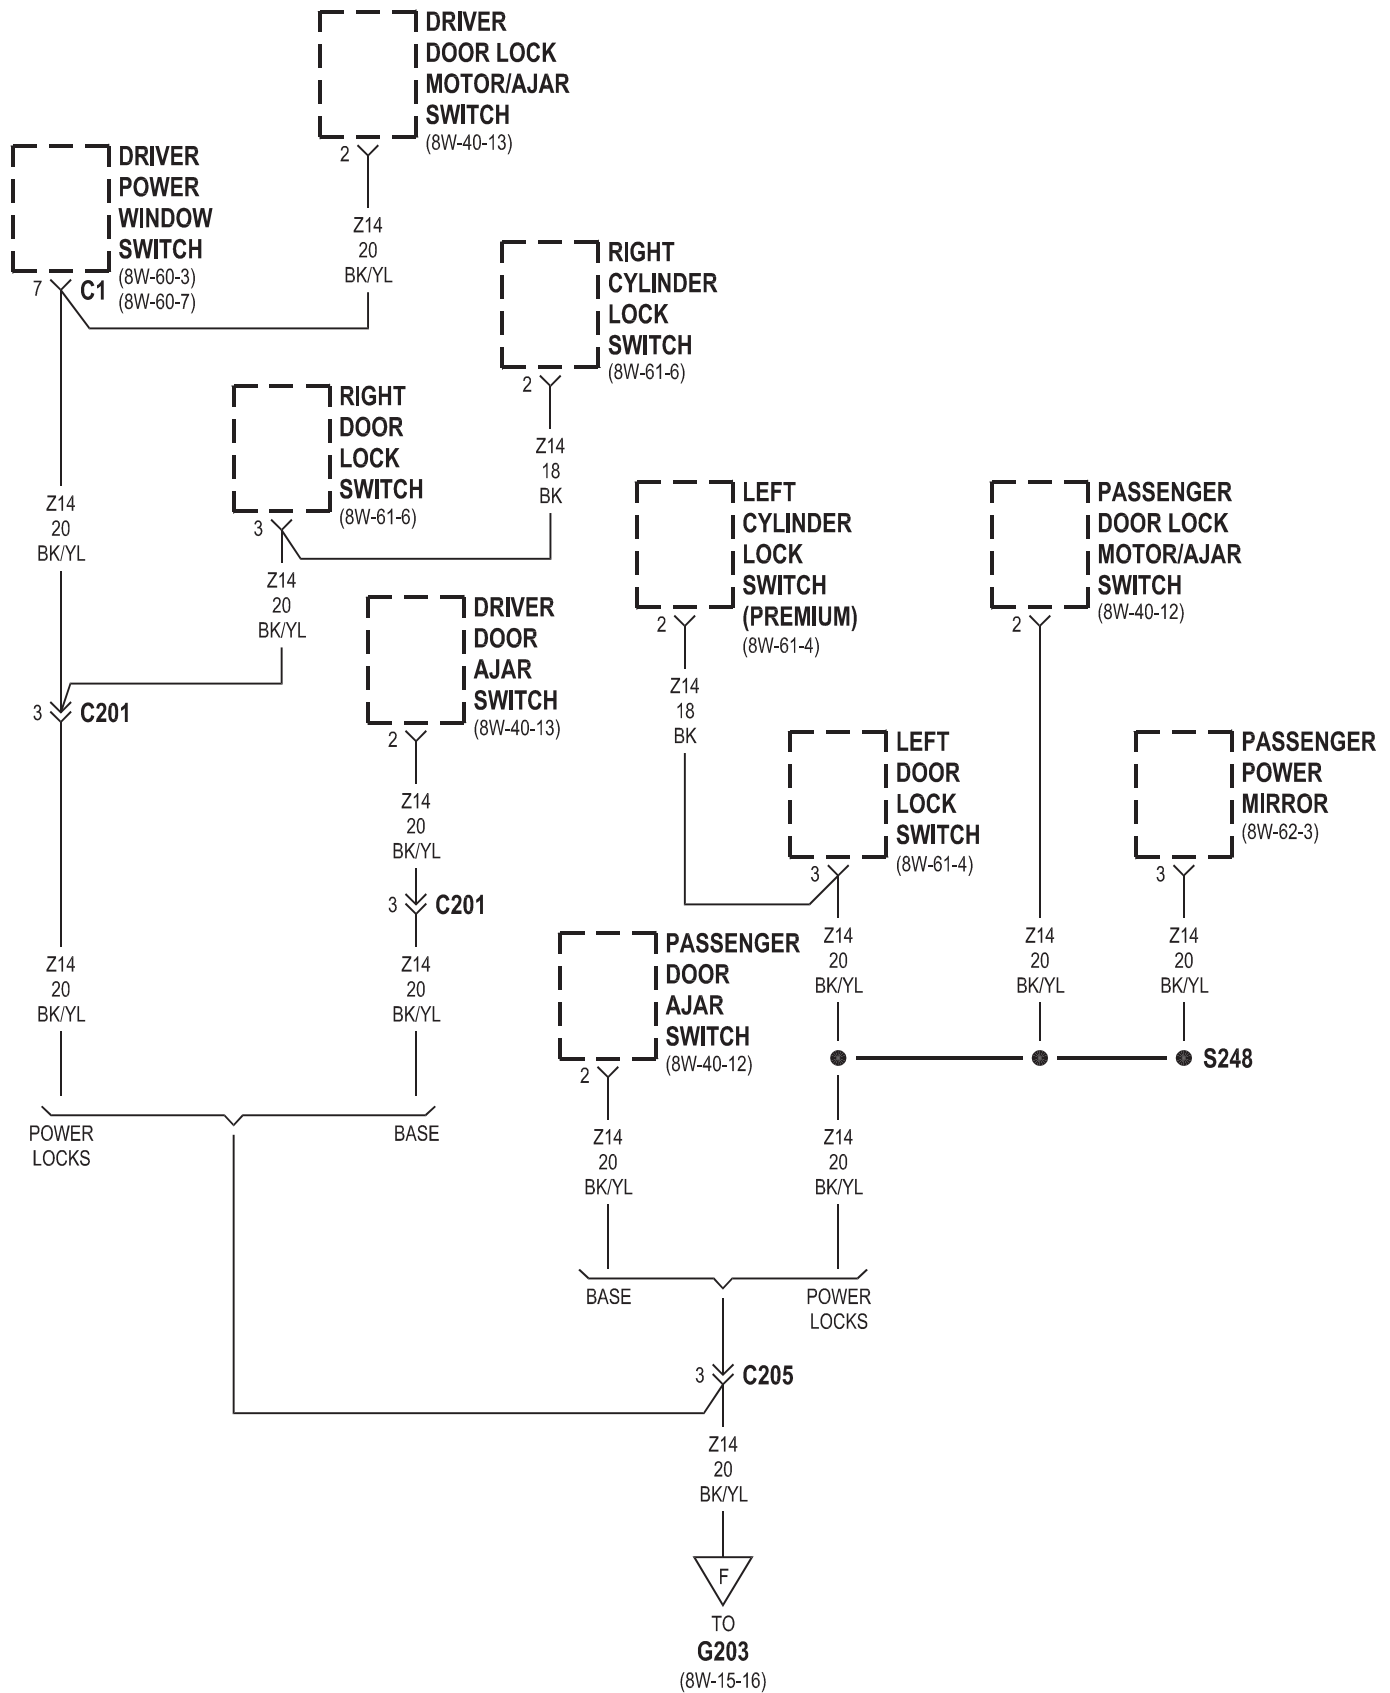 DRIVER
DOOR LOCK
MOTOR/AJAR
SWITCH
(8W-40-13)
2
DRIVER
POWER
WINDOW
SWITCH
(8W-60-3)
(8W-60-7)
7
C1
Z14
20
BK/YL
RIGHT
CYLINDER
LOCK
SWITCH
(8W-61-6)
2
RIGHT
DOOR
LOCK
SWITCH
(8W-61-6)
3
Z14
18
BK
Z14
20
BK/YL
LEFT
CYLINDER
LOCK
SWITCH
(PREMIUM)
(8W-61-4)
2
PASSENGER
DOOR LOCK
MOTOR/AJAR
SWITCH
(8W-40-12)
2
Z14
20
BK/YL
DRIVER
DOOR
AJAR
SWITCH
(8W-40-13)
2
3
C201
Z14
18
BK
LEFT
DOOR
LOCK
SWITCH
(8W-61-4)
3
PASSENGER
POWER
MIRROR
(8W-62-3)
3
Z14
20
BK/YL
3
C201
PASSENGER
DOOR
AJAR
SWITCH
(8W-40-12)
2
Z14
20
BK/YL
Z14
20
BK/YL
Z14
20
BK/YL
Z14
20
BK/YL
Z14
20
BK/YL
S248
POWER
LOCKS
BASE
Z14
20
BK/YL
Z14
20
BK/YL
BASE
POWER
LOCKS
3
C205
Z14
20
BK/YL
F
TO
G203
(8W-15-16)